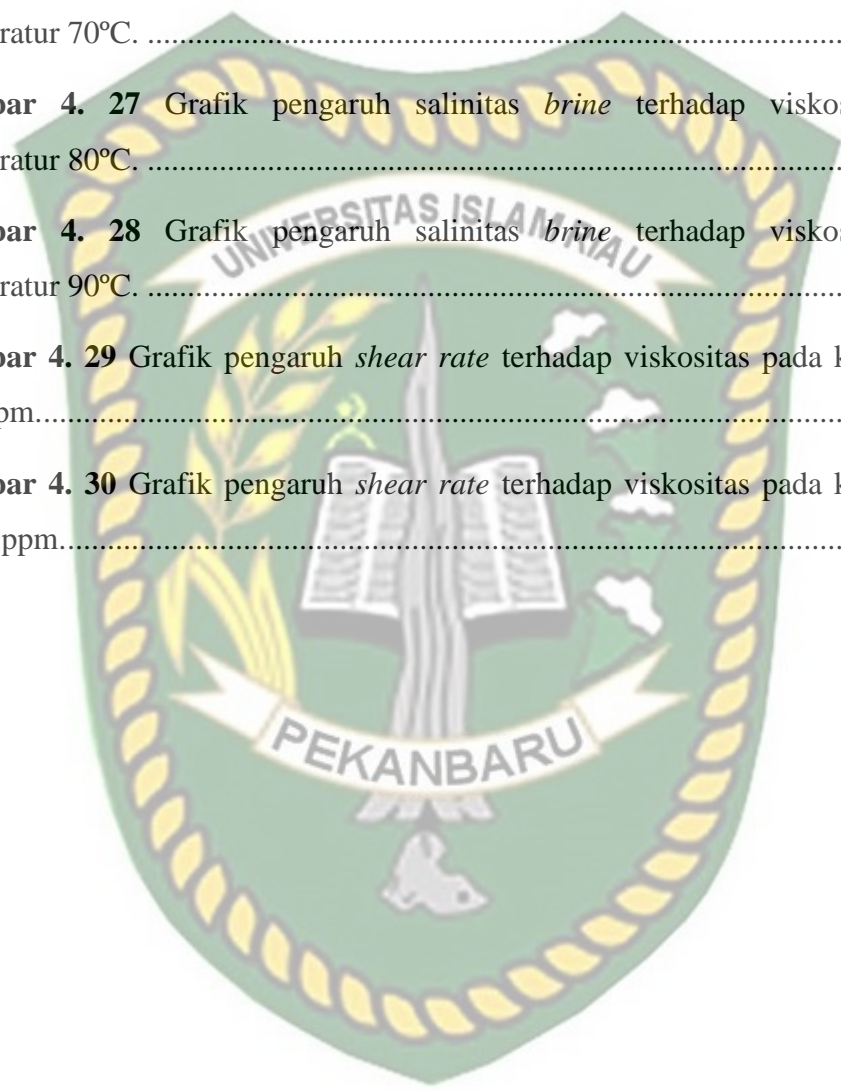 ratur 70ºC. ........................................................................................................
bar 4. 27 Grafik pengaruh salinitas brine terhadap viskos
ratur 80ºC. ........................................................................................................
bar 4. 28 Grafik pengaruh salinitas brine terhadap viskos
ratur 90ºC. ........................................................................................................
bar 4. 29 Grafik pengaruh shear rate terhadap viskositas pada k
pm........................................................................................................
bar 4. 30 Grafik pengaruh shear rate terhadap viskositas pada k
ppm........................................................................................................
UNIVERSITAS ISLAM RIAU
PEKANBARU